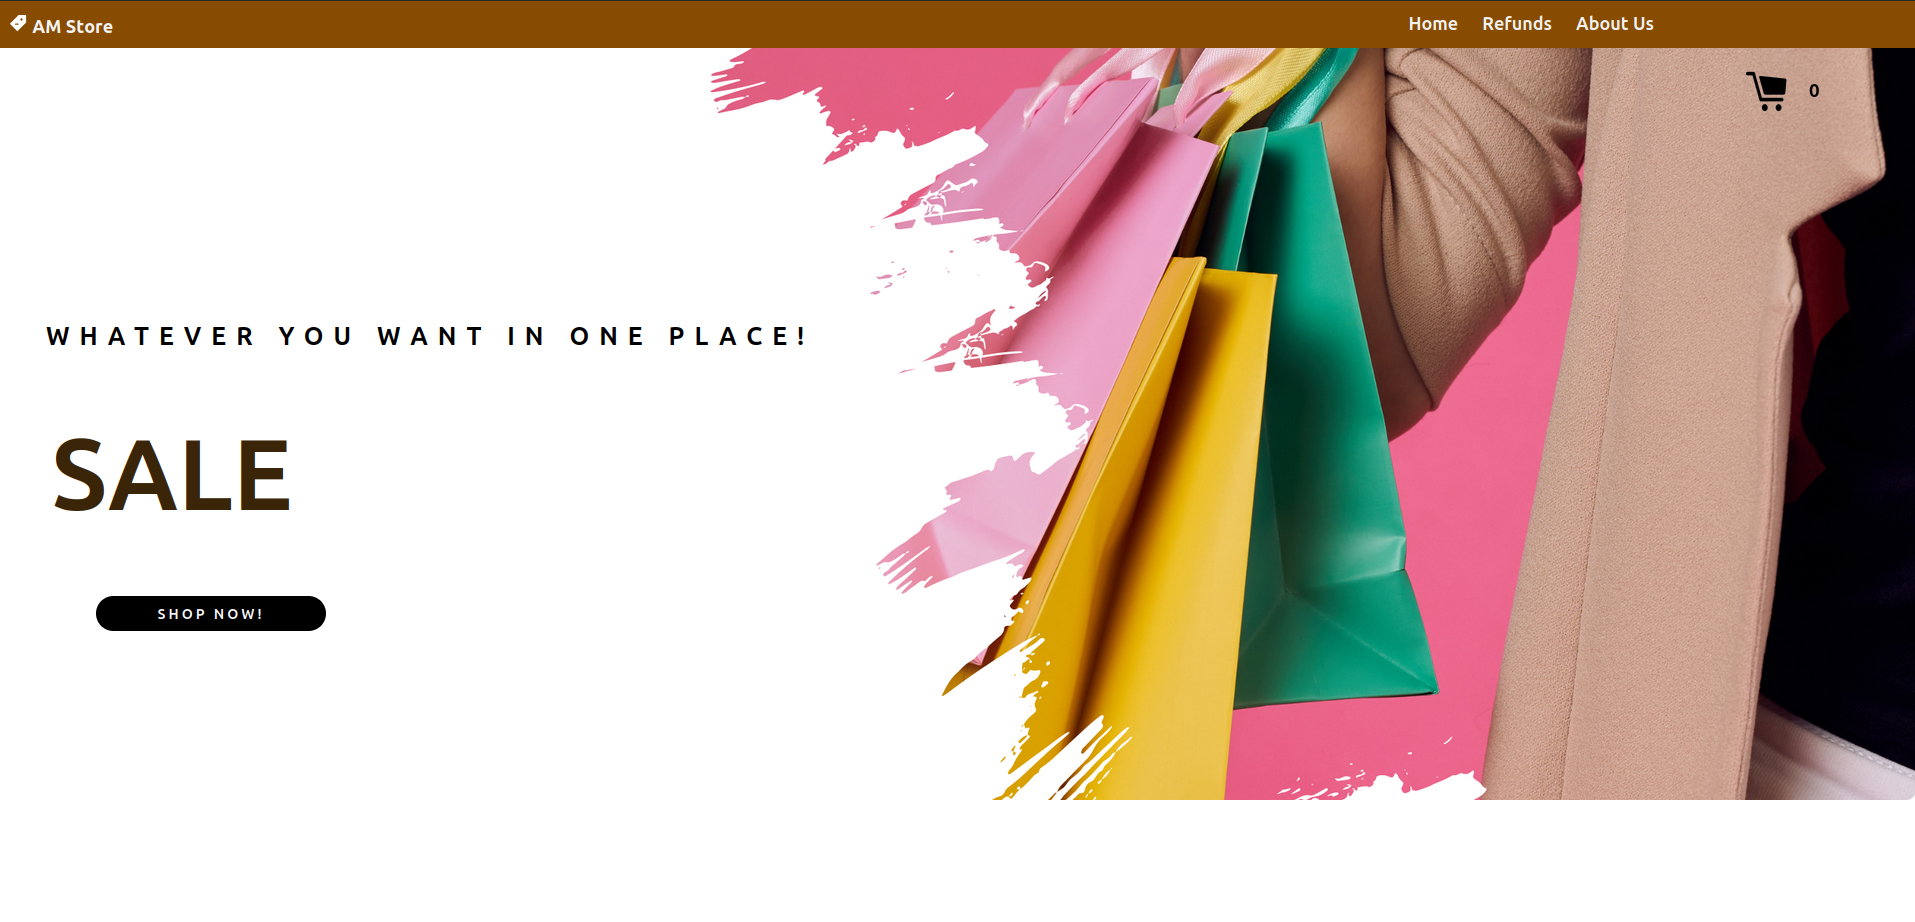 AM Store
Home Refunds About Us
0
WHATEVER YOU WANT IN ONE PLACE!
SALE
SHOP NOW!